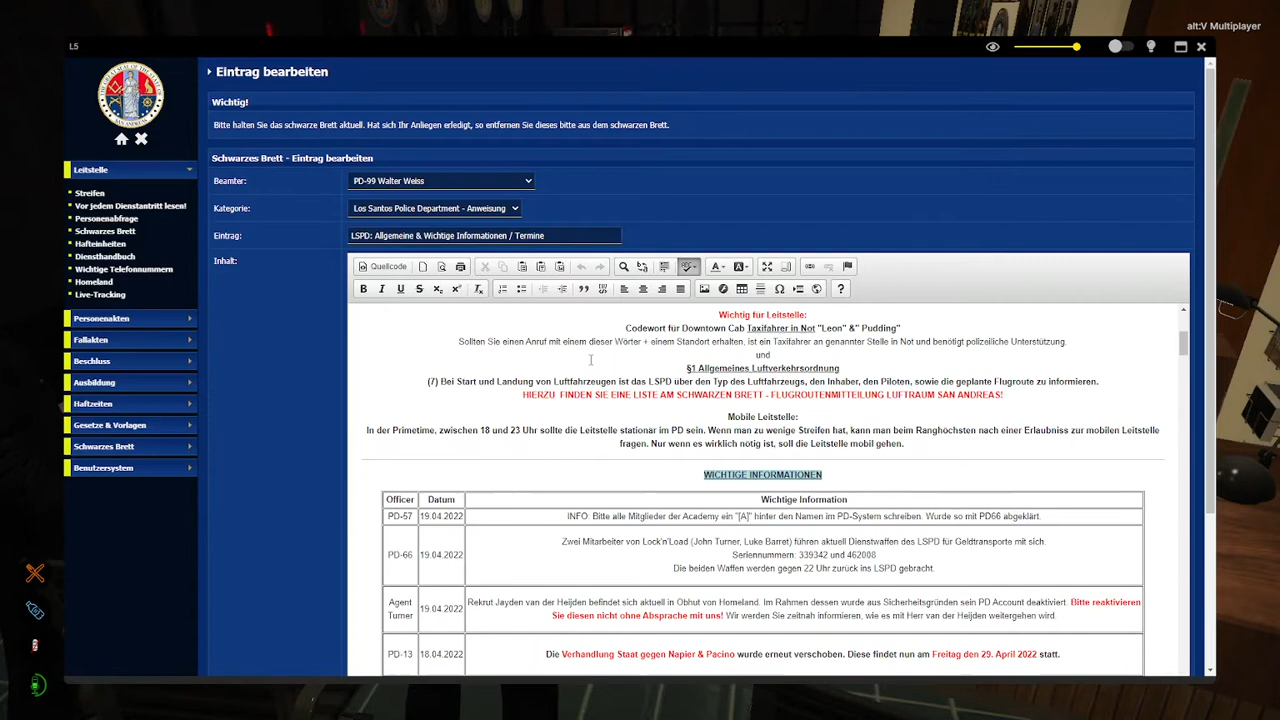 alt:V Multiplayer
L5
Eintrag bearbeiten
Wichtig!
Bitte halten Sie das schwarze Brett aktuell. Hat sich Ihr Anliegen erledigt, so entfernen Sie dieses bitte aus dem schwarzen Brett.
Leitstelle
Streifen
Vor jedem Dienstantritt lesen!
Personenabfrage
Schwarzes Brett
Hafteinheiten
Diensthandbuch
Wichtige Telefonnummern
Homeland
Live-Tracking
Personenakten
Fallakten
Beschluss
Ausbildung
Haftzeiten
Gesetze & Vorlagen
Schwarzes Brett
Benutzersystem
Schwarzes Brett - Eintrag bearbeiten
Beamter: PD-99 Walter Weiss
Kategorie: Los Santos Police Department - Anweisung
Eintrag: LSPD: Allgemeine & Wichtige Informationen / Termine
Inhalt:
Quellcode
Wichtig für Leitstelle:
Codewort für Downtown Cab Taxifahrer in Not "Leon" &" Pudding"
Sollten Sie einen Anruf mit einem dieser Wörter + einem Standort erhalten, ist ein Taxifahrer an genannter Stelle in Not und benötigt polizeiliche Unterstützung.
und
§1 Allgemeines Luftverkehrsordnung
(7) Bei Start und Landung von Luftfahrzeugen ist das LSPD über den Typ des Luftfahrzeugs, den Inhaber, den Piloten, sowie die geplante Flugroute zu informieren.
HIERZU FINDEN SIE EINE LISTE AM SCHWARZEN BRETT - FLUGROUTENMITTEILUNG LUFTRAUM SAN ANDREAS!
Mobile Leitstelle:
In der Primetime, zwischen 18 und 23 Uhr sollte die Leitstelle stationar im PD sein. Wenn man zu wenige Streifen hat, kann man beim Ranghöchsten nach einer Erlaubniss zur mobilen Leitstelle
fragen. Nur wenn es wirklich nötig ist, soll die Leitstelle mobil gehen.
WICHTIGE INFORMATIONEN
Officer Datum Wichtige Information
PD-57 19.04.2022 INFO: Bitte alle Mitglieder der Academy ein "[A]" hinter den Namen im PD-System schreiben. Wurde so mit PD66 abgeklärt.
PD-66 19.04.2022 Zwei Mitarbeiter von Lock'n'Load (John Turner, Luke Barret) führen aktuell Dienstwaffen des LSPD für Geldtransporte mit sich.
Seriennummer: 339342 und 462008
Die beiden Waffen werden gegen 22 Uhr zurück ins LSPD gebracht.
Agent Turner 19.04.2022 Rekrut Jayden van der Heijden befindet sich aktuell in Obhut von Homeland. Im Rahmen dessen wurde aus Sicherheitsgründen sein PD Account deaktiviert. Bitte reaktivieren
Sie diesen nicht ohne Absprache mit uns! Wir werden Sie zeitnah informieren, wie es mit Herr van der Heijden weitergehen wird.
PD-13 18.04.2022 Die Verhandlung Staat gegen Napier & Pacino wurde erneut verschoben. Diese findet nun am Freitag den 29. April 2022 statt.